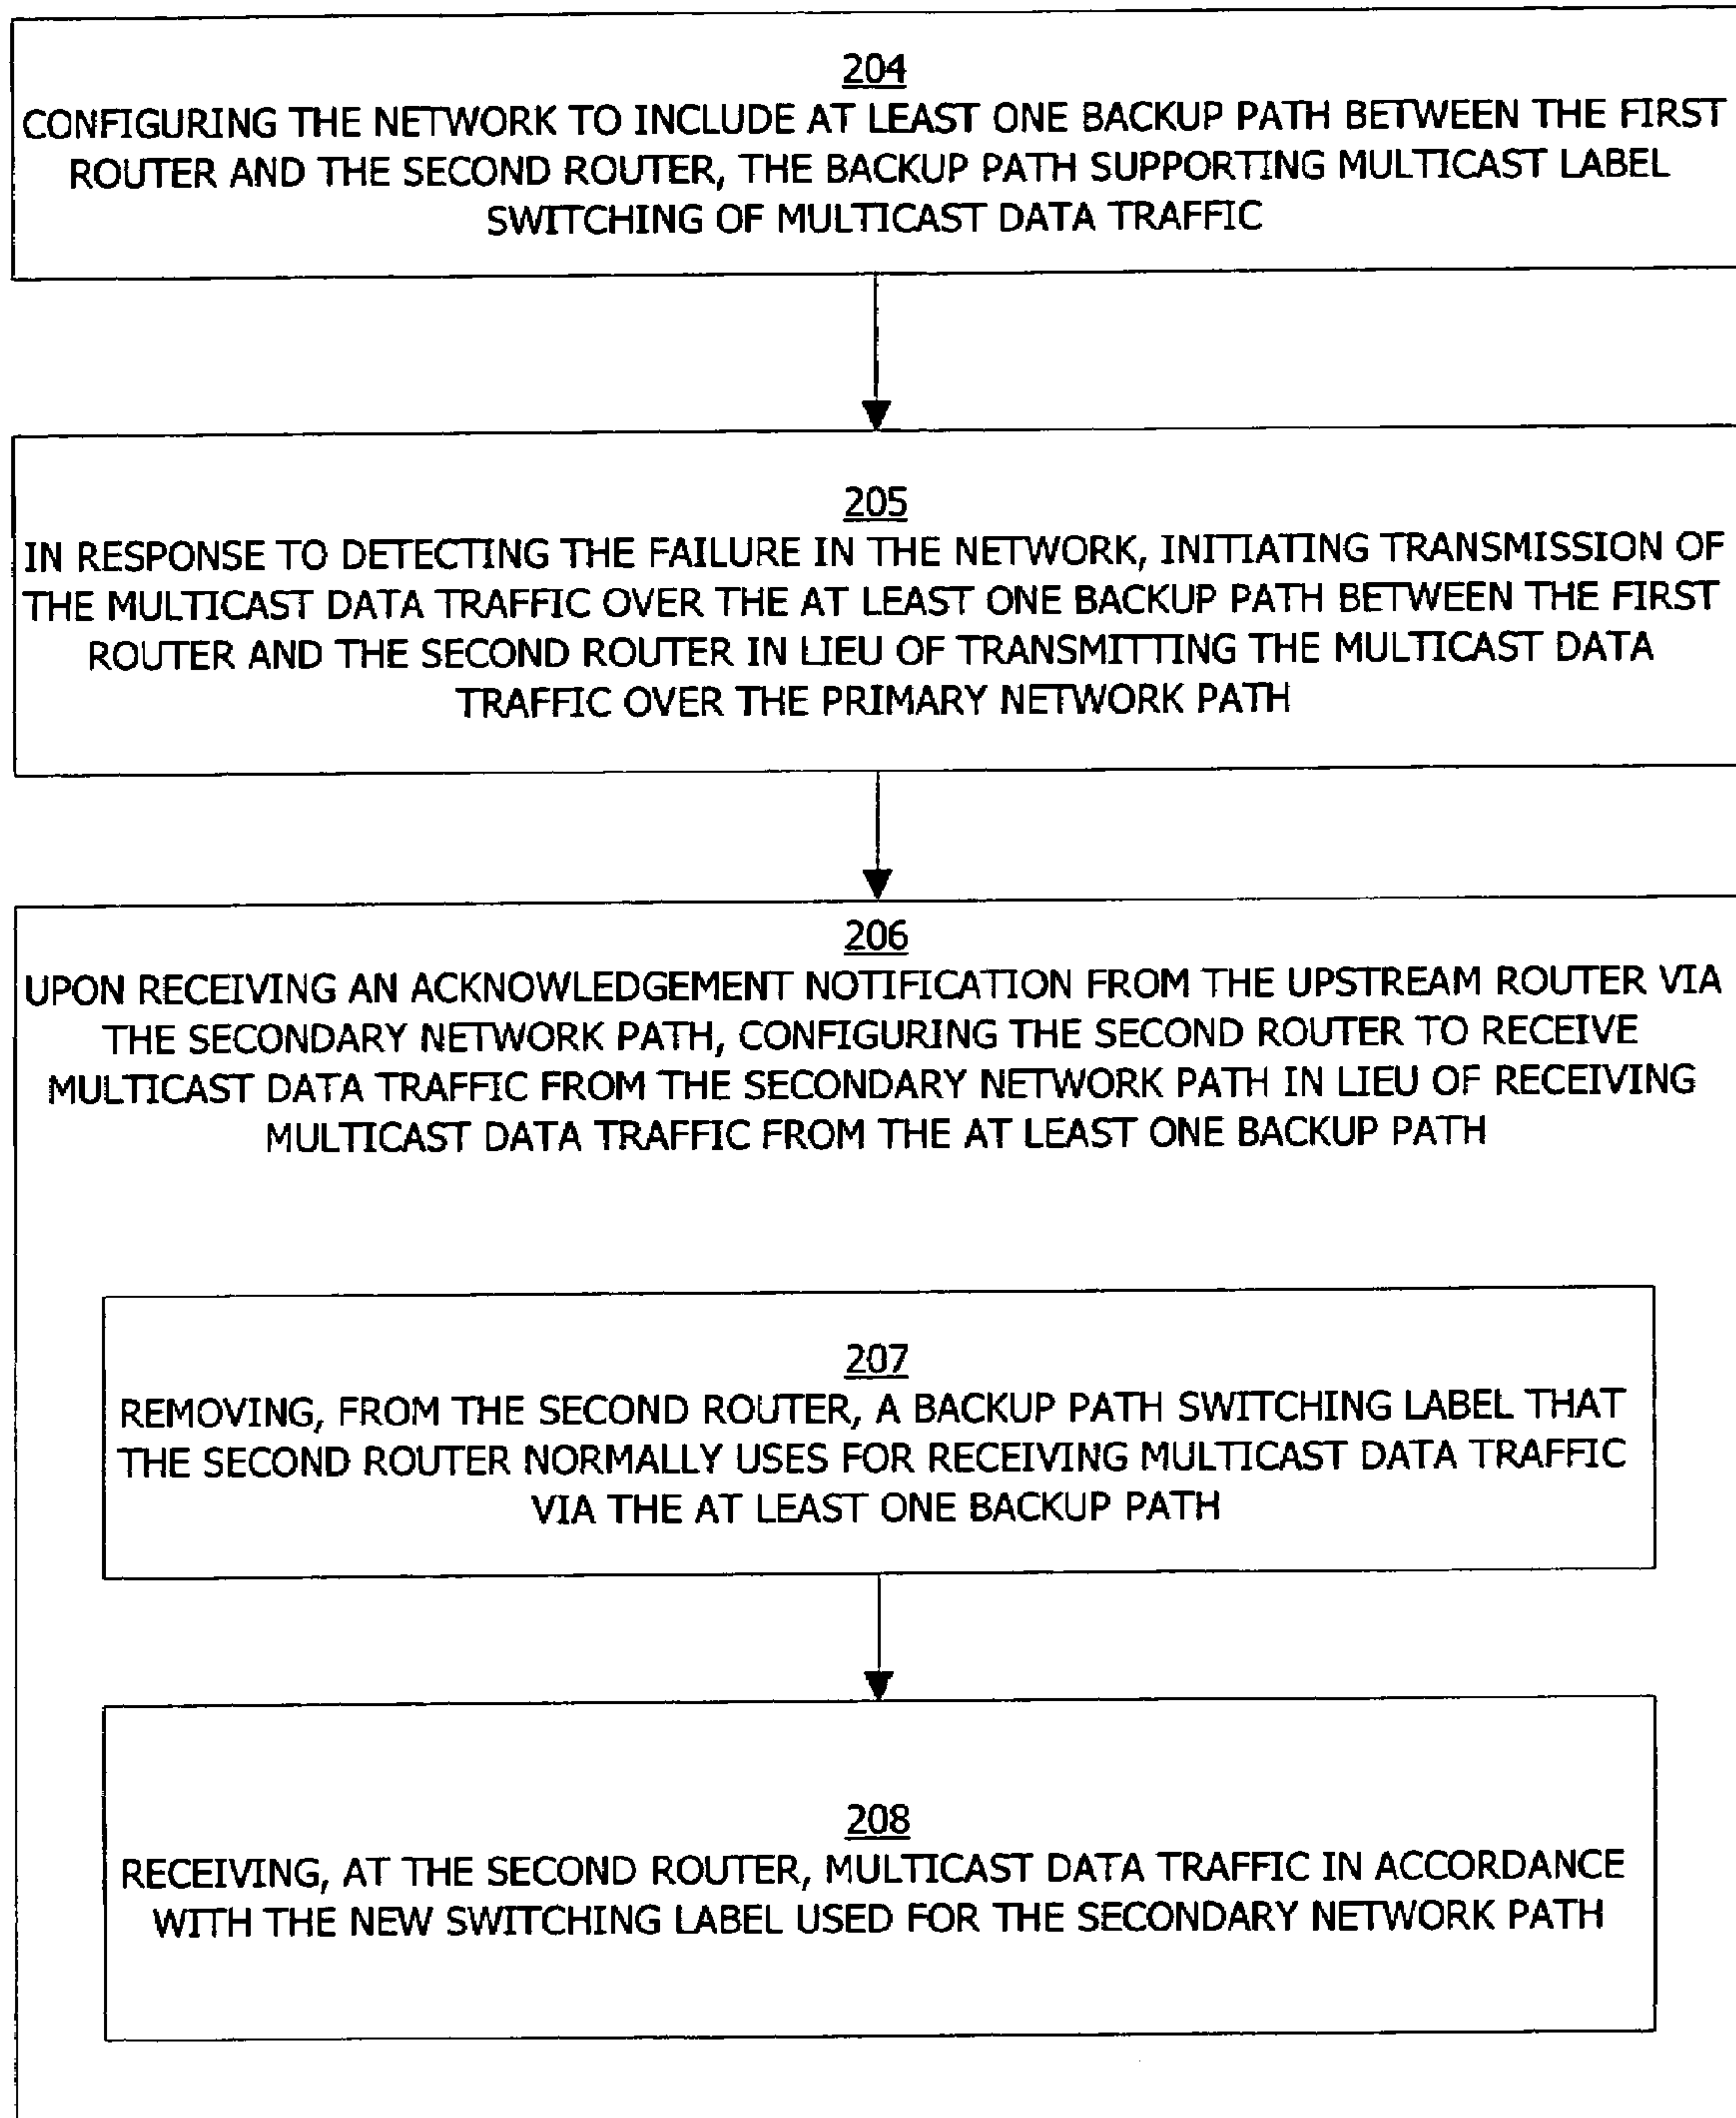 204
CONFIGURING THE NETWORK TO INCLUDE AT LEAST ONE BACKUP PATH BETWEEN THE FIRST
ROUTER AND THE SECOND ROUTER, THE BACKUP PATH SUPPORTING MULTICAST LABEL
SWITCHING OF MULTICAST DATA TRAFFIC
205
IN RESPONSE TO DETECTING THE FAILURE IN THE NETWORK, INITIATING TRANSMISSION OF
THE MULTICAST DATA TRAFFIC OVER THE AT LEAST ONE BACKUP PATH BETWEEN THE FIRST
ROUTER AND THE SECOND ROUTER IN LIEU OF TRANSMITTING THE MULTICAST DATA
TRAFFIC OVER THE PRIMARY NETWORK PATH
206
UPON RECEIVING AN ACKNOWLEDGEMENT NOTIFICATION FROM THE UPSTREAM ROUTER VIA
THE SECONDARY NETWORK PATH, CONFIGURING THE SECOND ROUTER TO RECEIVE
MULTICAST DATA TRAFFIC FROM THE SECONDARY NETWORK PATH IN LIEU OF RECEIVING
MULTICAST DATA TRAFFIC FROM THE AT LEAST ONE BACKUP PATH
207
REMOVING, FROM THE SECOND ROUTER, A BACKUP PATH SWITCHING LABEL THAT
THE SECOND ROUTER NORMALLY USES FOR RECEIVING MULTICAST DATA TRAFFIC
VIA THE AT LEAST ONE BACKUP PATH
208
RECEIVING, AT THE SECOND ROUTER, MULTICAST DATA TRAFFIC IN ACCORDANCE
WITH THE NEW SWITCHING LABEL USED FOR THE SECONDARY NETWORK PATH